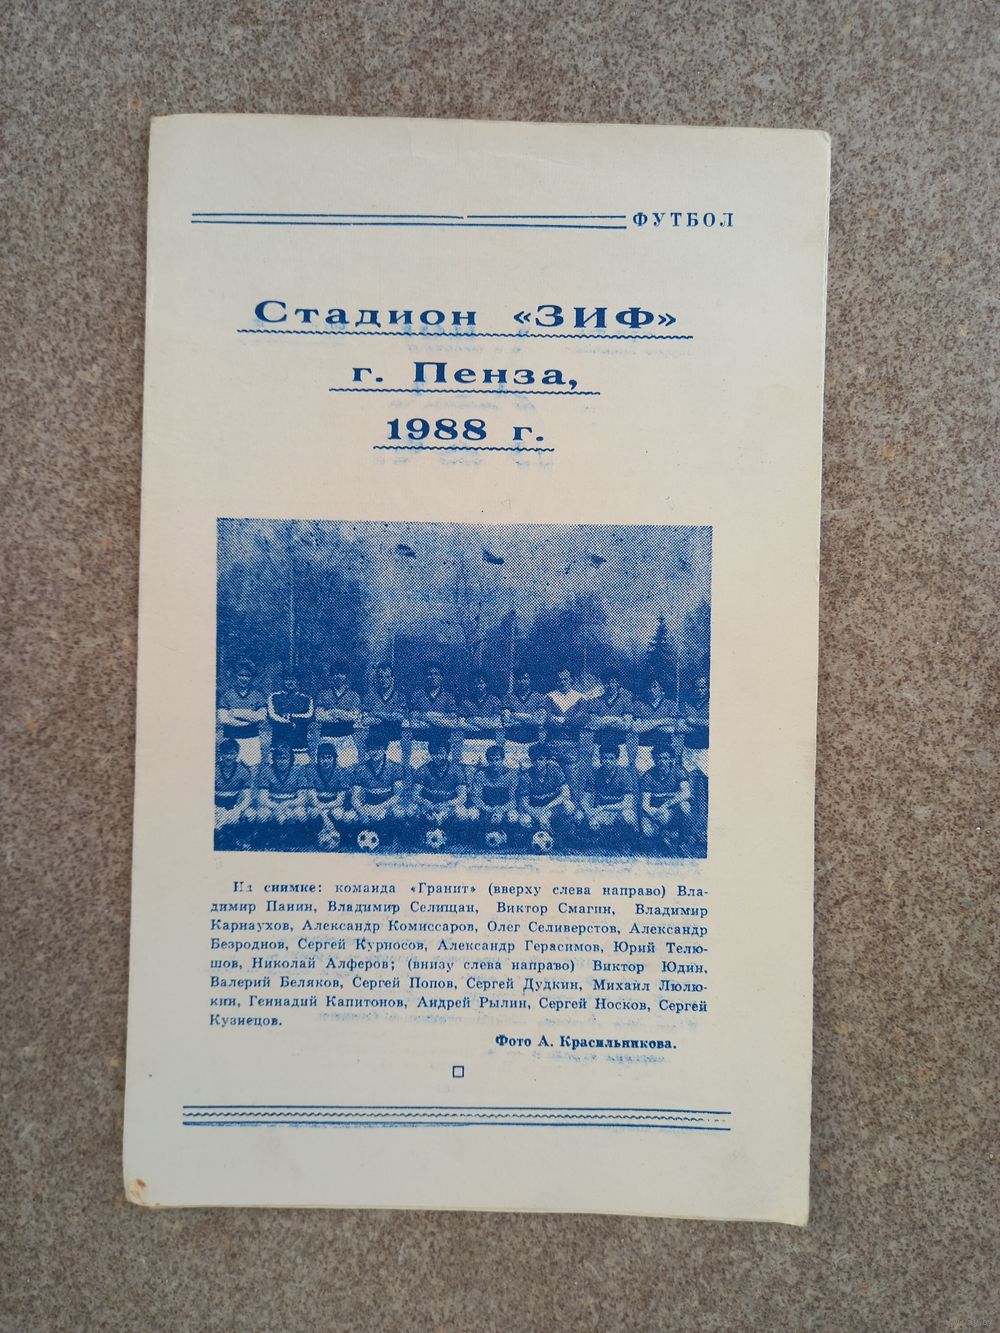 ФУТБОЛ
Стадион «ЗИФ»
г. Пенза,
1988 г.
На снимке: команда «Гранит» (вверху слева направо) Вла-
димир Панин, Владимир Селищан, Виктор Смагин, Владимир
Карнаухов, Александр Комиссаров, Олег Селиверстов, Александр
Безроднов, Сергей Курносов, Александр Герасимов, Юрий Телю-
шов, Николай Алферов; (внизу слева направо) Виктор Юдин,
Валерий Беляков, Сергей Попов, Сергей Дудкин, Михаил Люлю-
кин, Геннадий Капитонов, Андрей Рылин, Сергей Носков, Сергей
Кузнецов.
Фото А. Красильникова.